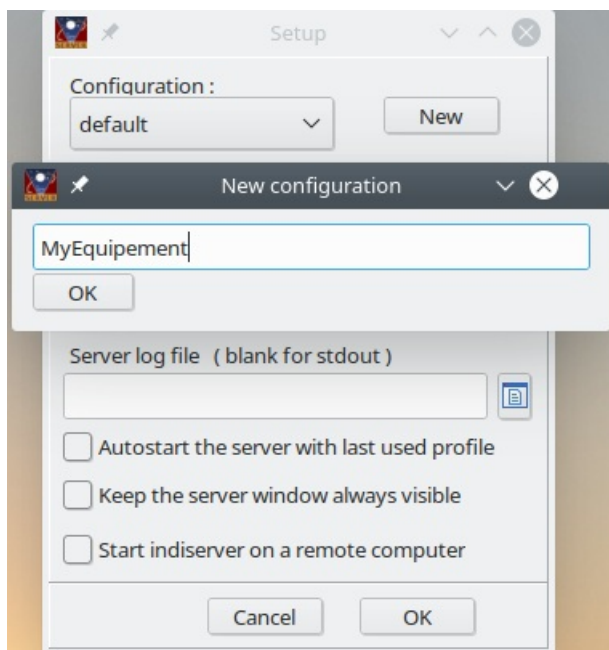 Setup
Configuration :
default
New
New configuration
MyEquipement
OK
Server log file ( blank for stdout )
Autostart the server with last used profile
Keep the server window always visible
Start indiserver on a remote computer
Cancel
OK